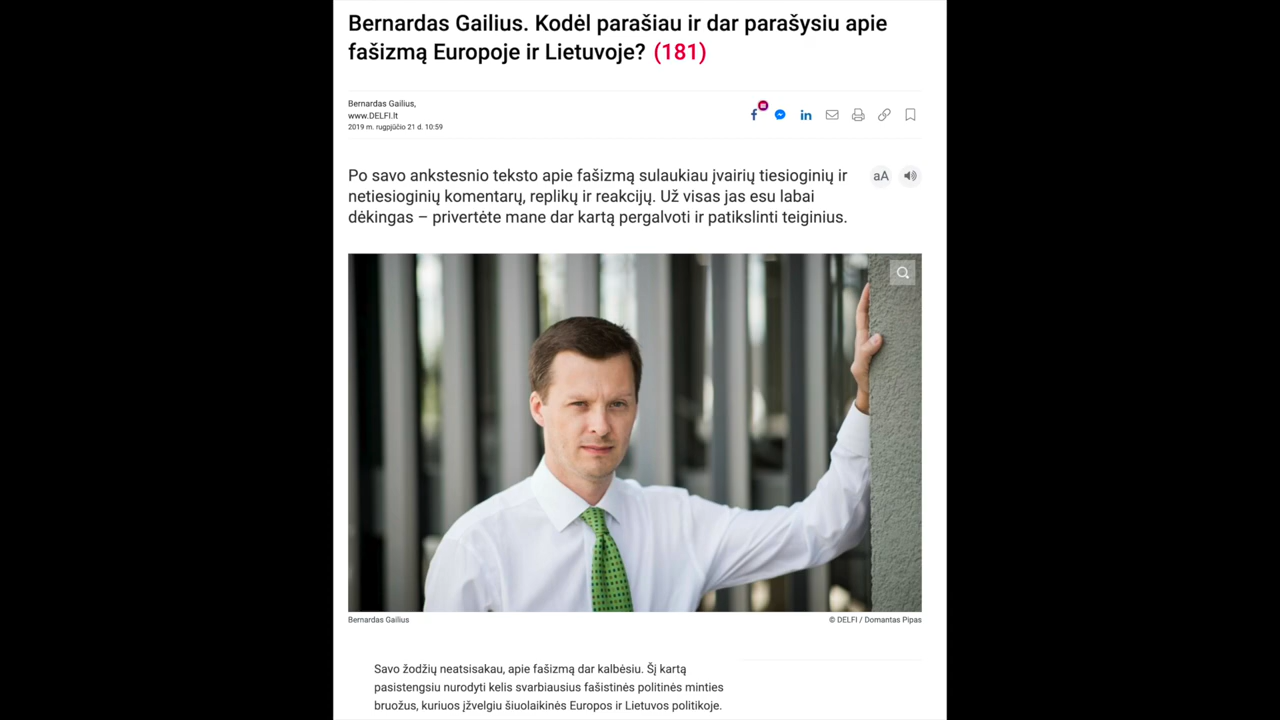 Bernardas Gailius. Kodėl parašiau ir dar parašysiu apie
fašizmą Europoje ir Lietuvoje? (181)
Bernardas Gailius,
www.DELFI.lt
2019 m. rugpjūčio 21 d. 10:59
Po savo ankstesnio teksto apie fašizmą sulaukiau įvairių tiesioginių ir
netiesioginių komentarų, replikų ir reakcijų. Už visas jas esu labai
dėkingas – privertėte mane dar kartą pergalvoti ir patikslinti teiginius.
aA
Bernardas Gailius
© DELFI / Domantas Pipas
Savo žodžių neatsisakau, apie fašizmą dar kalbėsiu. Šį kartą
pasistengsiu nurodyti kelis svarbiausius fašistinės politinės minties
bruožus, kuriuos įžvelgiu šiuolaikinės Europos ir Lietuvos politikoje.